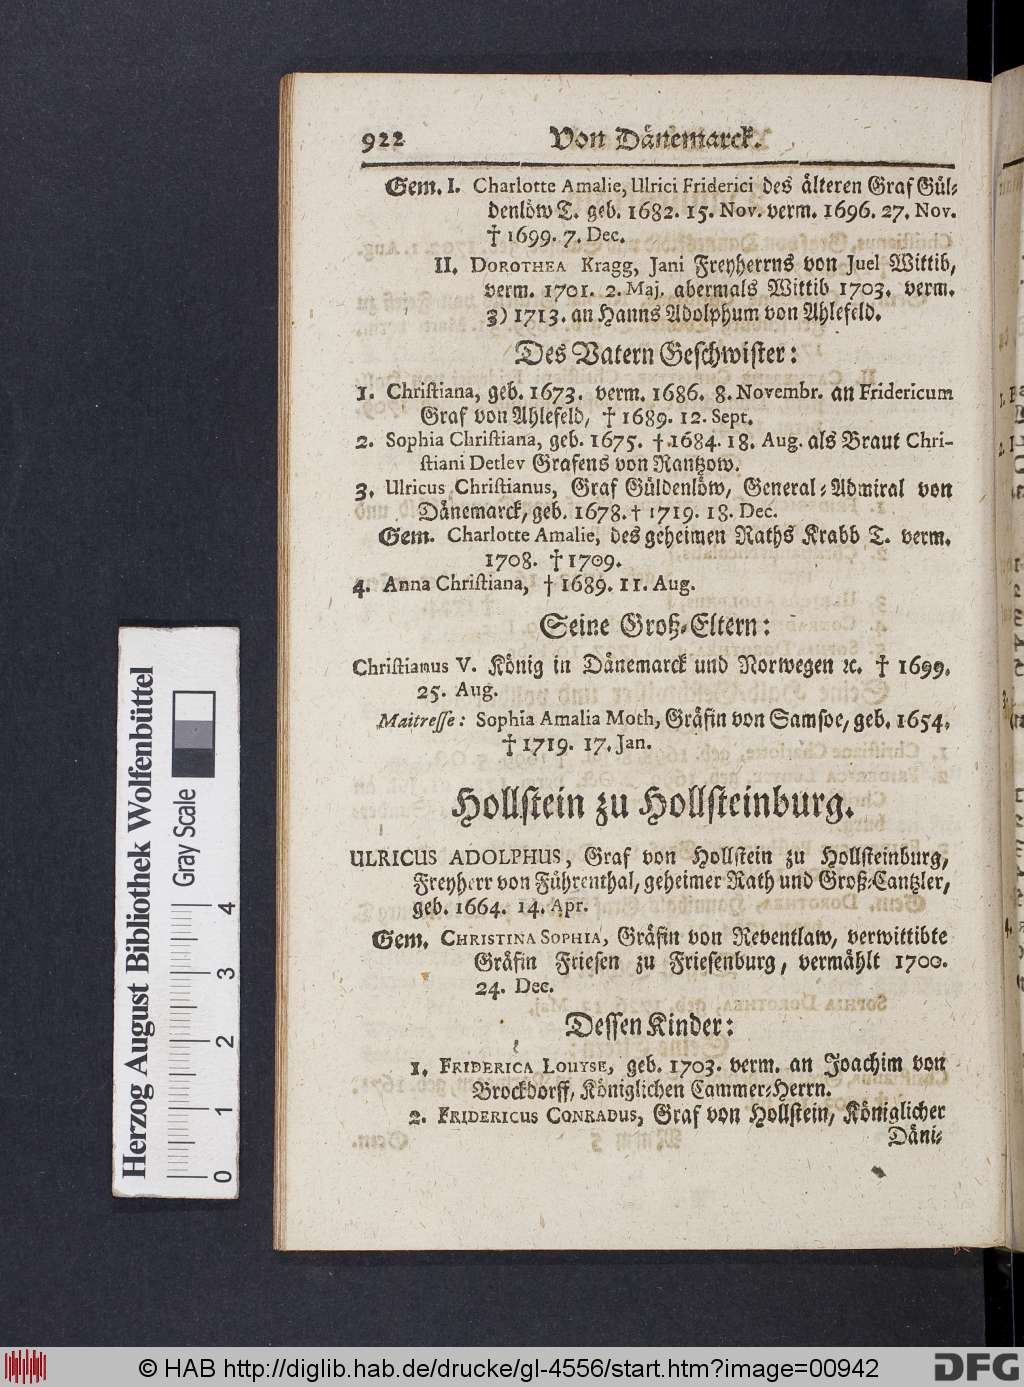 922 Von Dänemarck.
Gem. I. Charlotte Amalie, Ulrici Friderici des älteren Graf Gül-
denlöw T. geb. 1682. 15. Nov. verm. 1696. 27. Nov.
† 1699. 7. Dec.
II. DOROTHEA Kragg, Jani Freyherrns von Juel Wittib,
verm. 1701. 2. Maj. abermals Wittib 1703. verm.
3) 1713. an Hanns Adolphum von Ahlefeld.
Des Vatern Geschwister:
1. Christiana, geb. 1673. verm. 1686. 8. Novembr. an Fridericum
Graf von Ahlefeld, † 1689. 12. Sept.
2. Sophia Christiana, geb. 1675. † 1684. 18. Aug. als Braut Chri-
stiani Detlev Grafens von Rantzow.
3. Ulricus Christianus, Graf Güldenlöw, General-Admiral von
Dänemarck, geb. 1678. † 1719. 18. Dec.
Gem. Charlotte Amalie, des geheimen Raths Krabb T. verm.
1708. † 1709.
4. Anna Christiana, † 1689. 11. Aug.
Seine Groß-Eltern:
Christianus V. König in Dänemarck und Norwegen ꝛc. † 1699.
25. Aug.
Maitresse: Sophia Amalia Moth, Gräfin von Samsoe, geb. 1654.
† 1719. 17. Jan.
Hollstein zu Hollsteinburg.
ULRICUS ADOLPHUS, Graf von Hollstein zu Hollsteinburg,
Freyherr von Führenthal, geheimer Rath und Groß-Cantzler,
geb. 1664. 14. Apr.
Gem. CHRISTINA SOPHIA, Gräfin von Reventlaw, verwittibte
Gräfin Friesen zu Friesenburg, vermählt 1700.
24. Dec.
Dessen Kinder:
1. FRIDERICA LOUYSE, geb. 1703. verm. an Joachim von
Brockdorff, Königlichen Cammer-Herrn.
2. FRIDERICUS CONRADUS, Graf von Hollstein, Königlicher
Däni-
Herzog August Bibliothek Wolfenbüttel
Gray Scale
0 1 2 3 4
© HAB http://diglib.hab.de/drucke/gl-4556/start.htm?image=00942
DFG